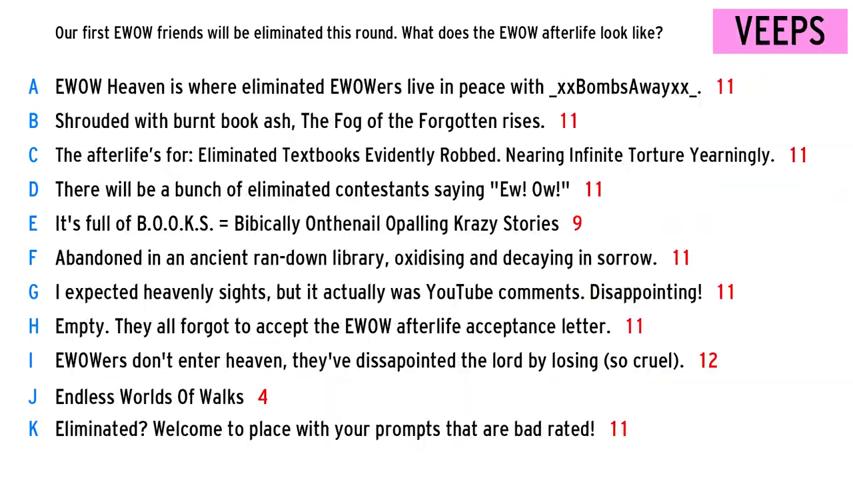 Our first EWOW friends will be eliminated this round. What does the EWOW afterlife look like?
VEEPS
A EWOW Heaven is where eliminated EWOWers live in peace with _xxBombsAwayxx_. 11
B Shrouded with burnt book ash, The Fog of the Forgotten rises. 11
C The afterlife's for: Eliminated Textbooks Evidently Robbed. Nearing Infinite Torture Yearningly. 11
D There will be a bunch of eliminated contestants saying "Ew! Ow!" 11
E It's full of B.O.O.K.S. = Bibically Onthenail Opalling Krazy Stories 9
F Abandoned in an ancient ran-down library, oxidising and decaying in sorrow. 11
G I expected heavenly sights, but it actually was YouTube comments. Disappointing! 11
H Empty. They all forgot to accept the EWOW afterlife acceptance letter. 11
I EWOWers don't enter heaven, they've dissapointed the lord by losing (so cruel). 12
J Endless Worlds Of Walks 4
K Eliminated? Welcome to place with your prompts that are bad rated! 11